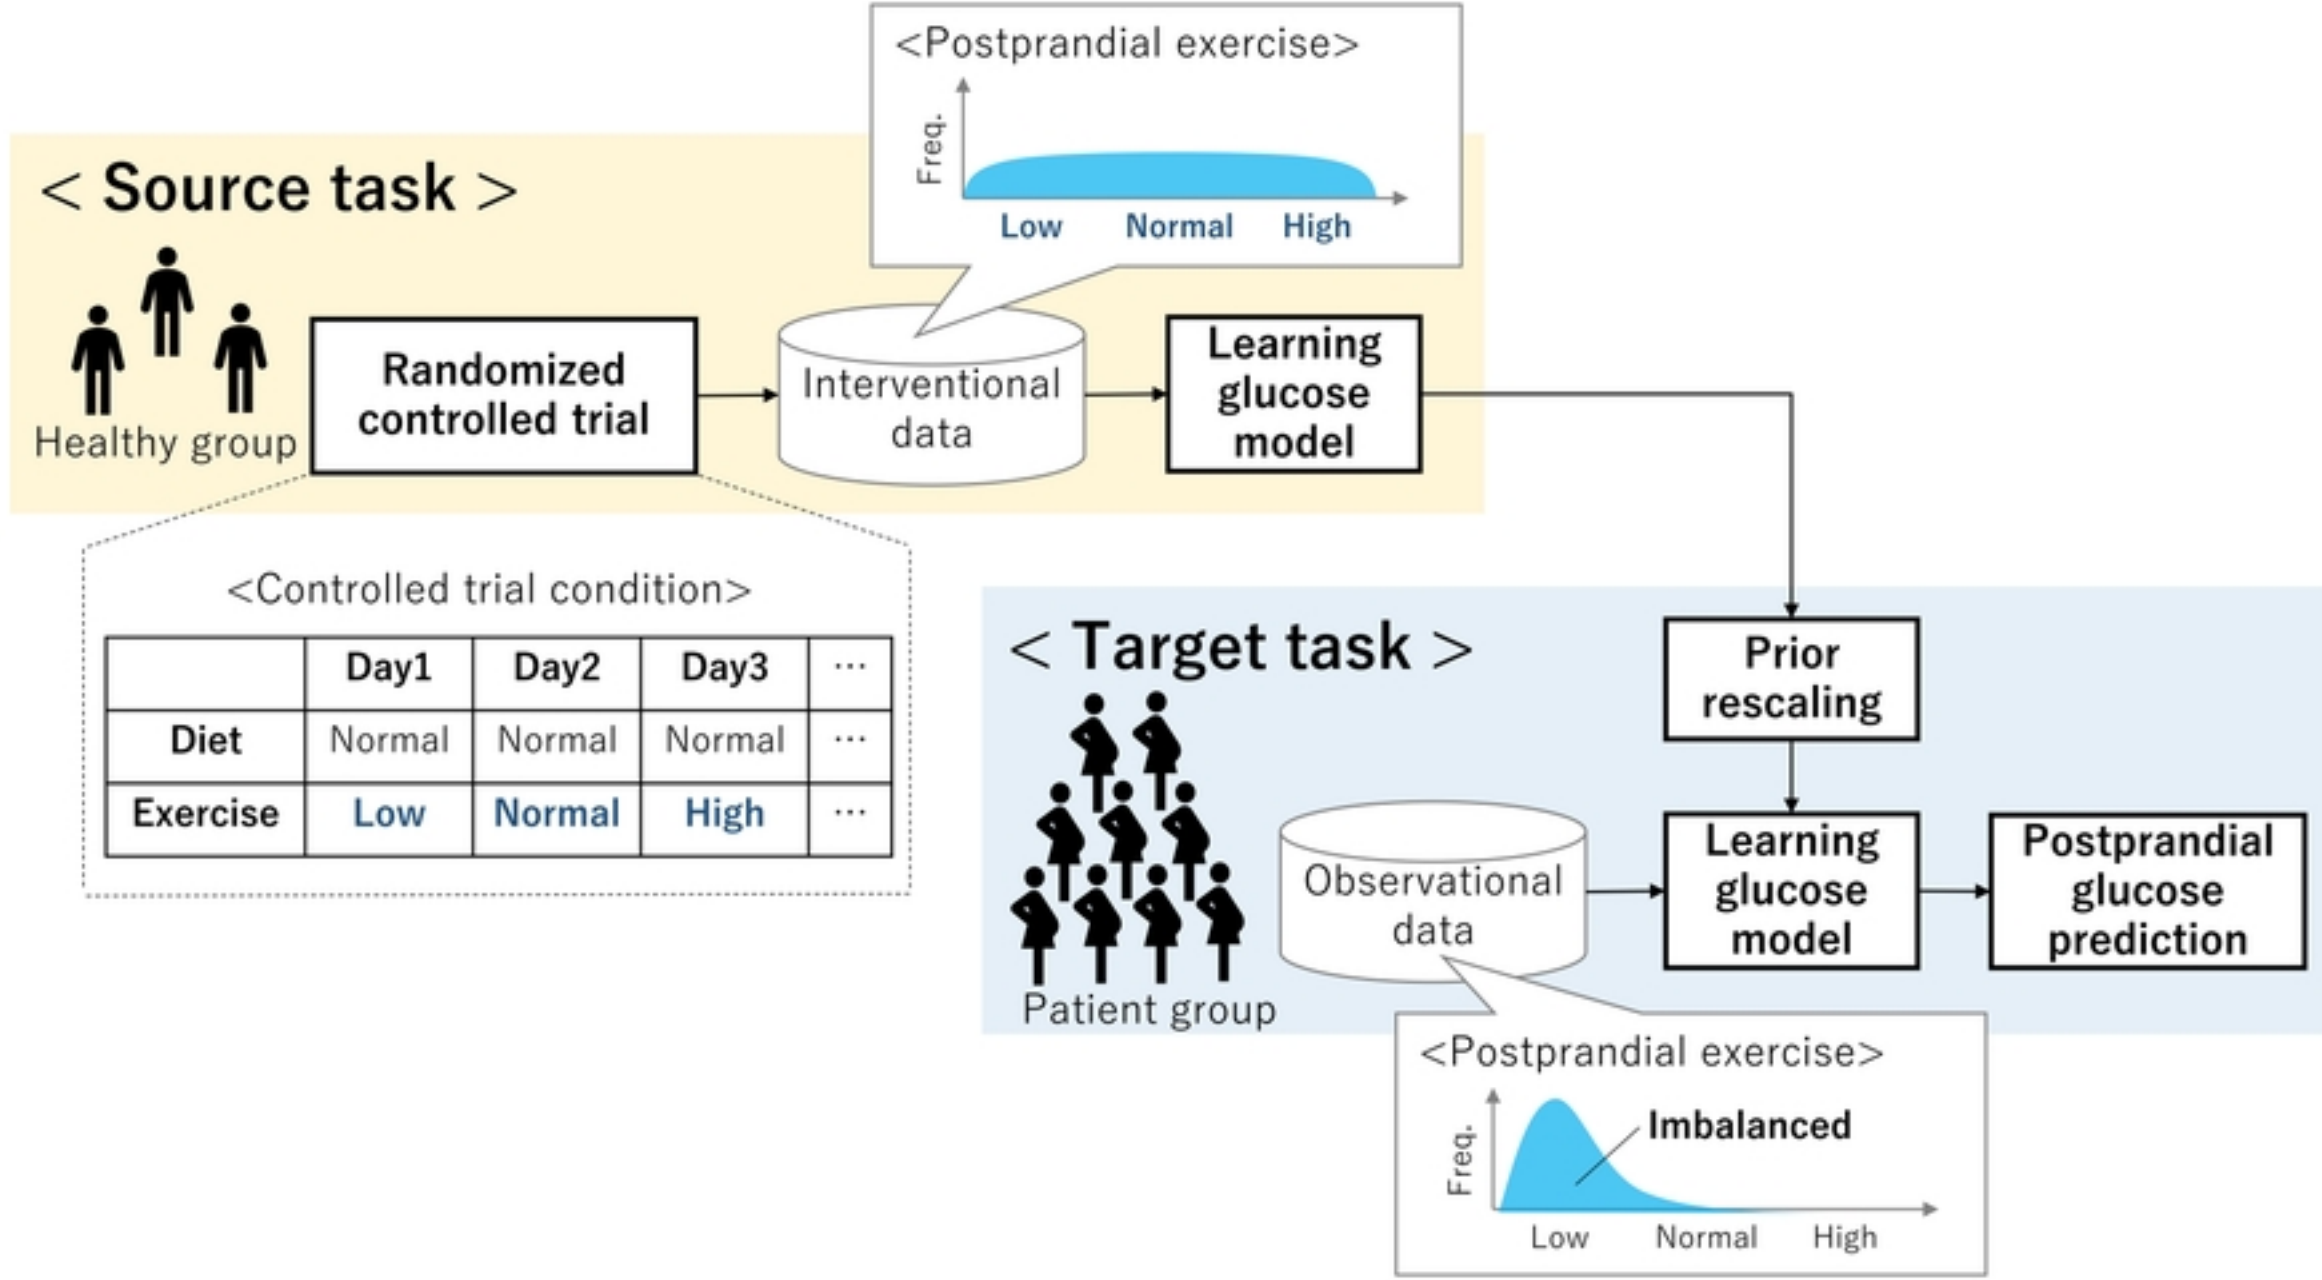 <Postprandial exercise>
Freq.
Low Normal High
< Source task >
Healthy group
Randomized
controlled trial
Interventional
data
Learning
glucose
model
<Controlled trial condition>
Day1 Day2 Day3 ···
Diet Normal Normal Normal ···
Exercise Low Normal High ···
< Target task >
Patient group
Prior
rescaling
Observational
data
Learning
glucose
model
Postprandial
glucose
prediction
<Postprandial exercise>
Imbalanced
Freq.
Low Normal High